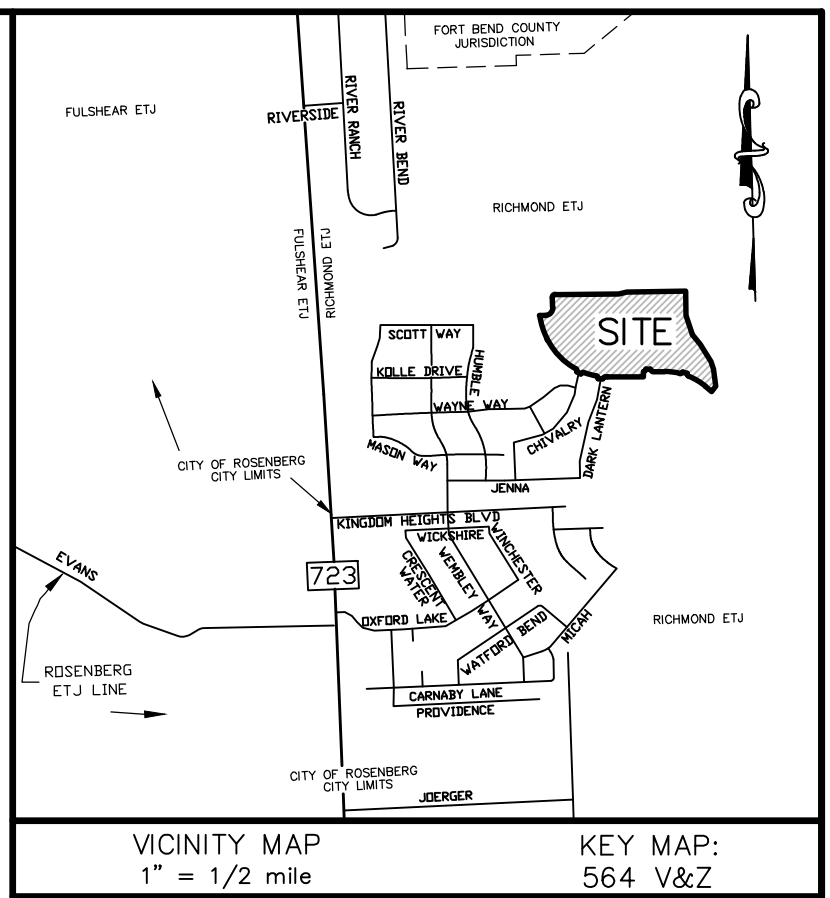 FORT BEND COUNTY
JURISDICTION
FULSHEAR ETJ
RIVERSIDE
RIVER RANCH
RIVER BEND
RICHMOND ETJ
FULSHEAR ETJ
RICHMOND ETJ
SITE
SCOTT WAY
KOLLE DRIVE
HUMBLE
WAYNE WAY
CHIVALRY
DARK LANTERN
MASON WAY
CITY OF ROSENBERG
CITY LIMITS
JENNA
KINGDOM HEIGHTS BLVD
WICKSHIRE
WINCHESTER
CRESCENT
WATER
WEMBLEY WAY
EVANS
723
OXFORD LAKE
WATFORD BEND
MICAH
RICHMOND ETJ
ROSENBERG
ETJ LINE
CARNABY LANE
PROVIDENCE
CITY OF ROSENBERG
CITY LIMITS
JOERGER
VICINITY MAP
1" = 1/2 mile
KEY MAP:
564 V&Z